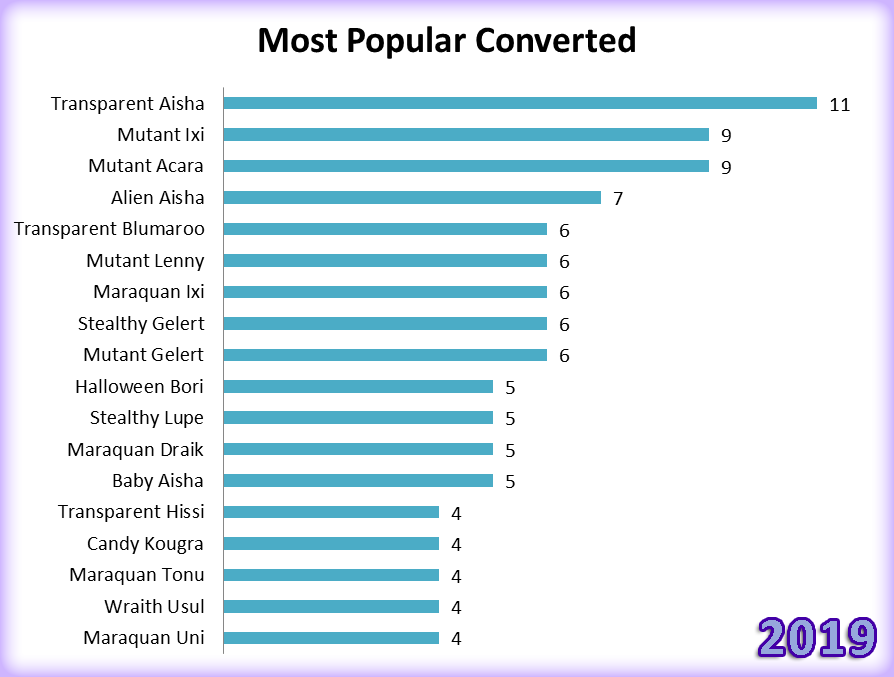 Most Popular Converted
Transparent Aisha 11
Mutant Ixi 9
Mutant Acara 9
Alien Aisha 7
Transparent Blumaroo 6
Mutant Lenny 6
Maraquan Ixi 6
Stealthy Gelert 6
Mutant Gelert 6
Halloween Bori 5
Stealthy Lupe 5
Maraquan Draik 5
Baby Aisha 5
Transparent Hissi 4
Candy Kougra 4
Maraquan Tonu 4
Wraith Usul 4
Maraquan Uni 4
2019